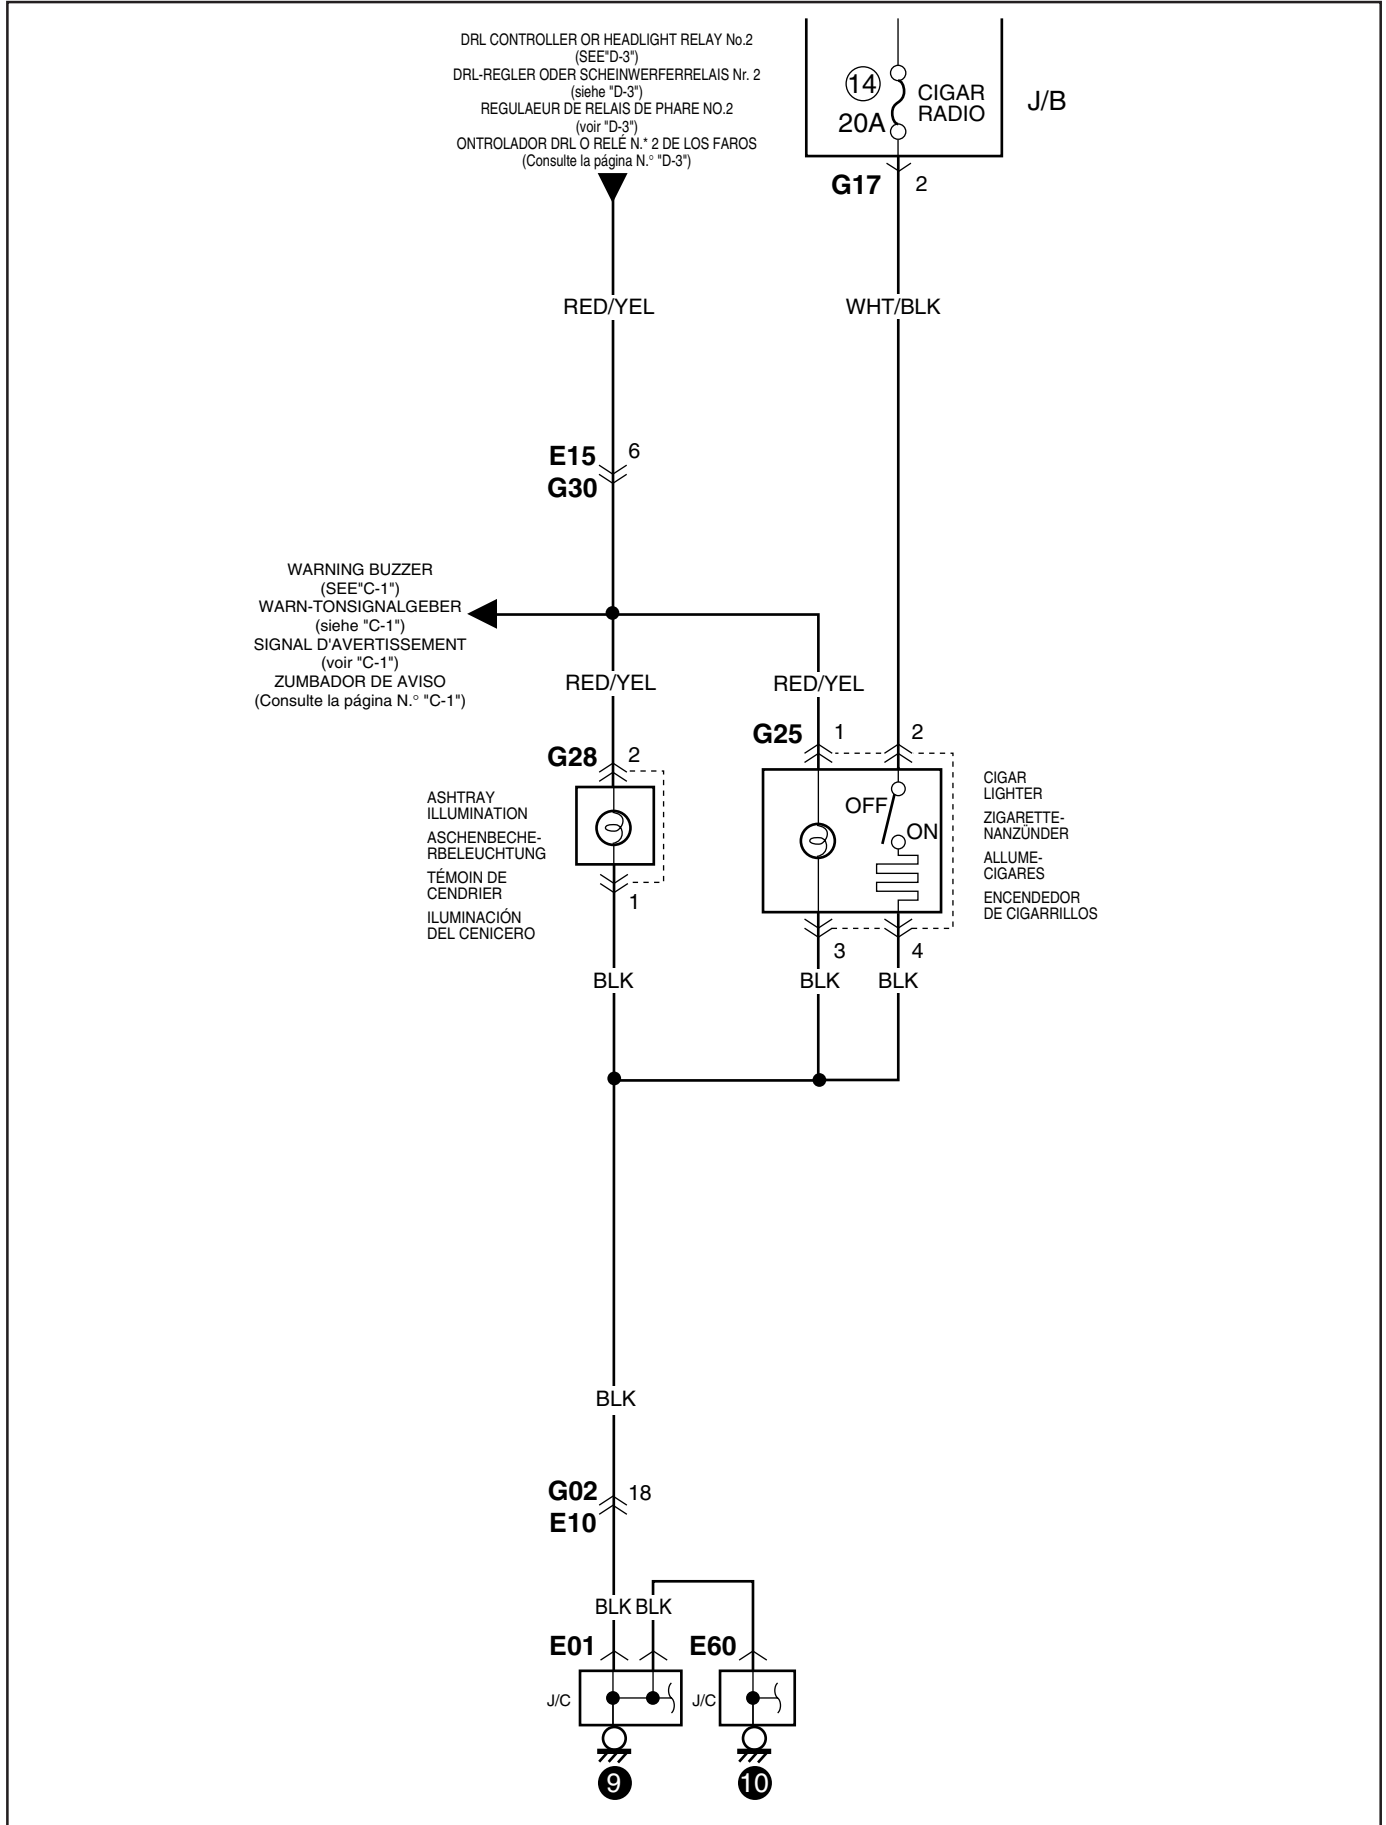 DRL CONTROLLER OR HEADLIGHT RELAY No.2
(SEE"D-3")
DRL-REGLER ODER SCHEINWERFERRELAIS Nr. 2
(siehe "D-3")
REGULAEUR DE RELAIS DE PHARE NO.2
(voir "D-3")
ONTROLADOR DRL O RELÉ N.* 2 DE LOS FAROS
(Consulte la página N.° "D-3")
14
20A
CIGAR
RADIO
J/B
G17 2
RED/YEL
WHT/BLK
E15 6
G30
WARNING BUZZER
(SEE"C-1")
WARN-TONSIGNALGEBER
(siehe "C-1")
SIGNAL D'AVERTISSEMENT
(voir "C-1")
ZUMBADOR DE AVISO
(Consulte la página N.° "C-1")
RED/YEL
RED/YEL
G28 2
G25 1 2
ASHTRAY
ILLUMINATION
ASCHENBECHE-
RBELEUCHTUNG
TÉMOIN DE
CENDRIER
ILUMINACIÓN
DEL CENICERO
1
OFF
ON
CIGAR
LIGHTER
ZIGARETTE-
NANZÜNDER
ALLUME-
CIGARES
ENCENDEDOR
DE CIGARRILLOS
3 4
BLK
BLK
BLK
BLK
G02 18
E10
BLK BLK
E01
E60
J/C
J/C
9
10